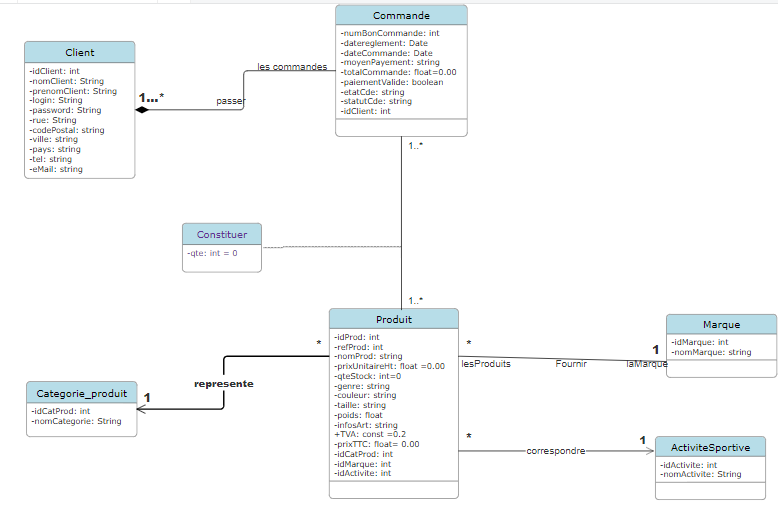 Commande
-numBonCommande: int
-datereglement: Date
-dateCommande: Date
-moyenPayement: string
-totalCommande: float=0.00
-paiementValide: boolean
-etatCde: string
-statutCde: string
-idClient: int
Client
-idClient: int
-nomClient: String
-prenomClient: String
-login: String
-password: String
-rue: String
-codePostal: string
-ville: string
-pays: string
-tel: string
-eMail: string
les commandes
1...*
passer
1..*
Constituer
-qte: int = 0
1..*
Produit
-idProd: int
-refProd: int
-nomProd: string
-prixUnitaireHt: float =0.00
-qteStock: int=0
-genre: string
-couleur: string
-taille: string
-poids: float
-infosArt: string
+TVA: const =0.2
-prixTTC: float= 0.00
-idCatProd: int
-idMarque: int
-idActivite: int
*
represente
1
Categorie_produit
-idCatProd: int
-nomCategorie: String
*
lesProduits
Fournir
1
laMarque
Marque
-idMarque: int
-nomMarque: string
*
correspondre
1
ActiviteSportive
-idActivite: int
-nomActivite: String